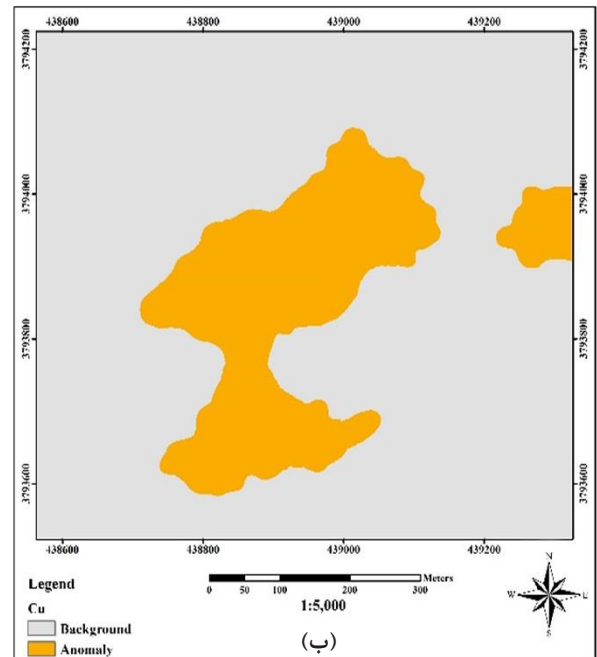 438600 438800 439000 439200
3794200 3794200
3794000 3794000
3793800 3793800
3793600 3793600
438600 438800 439000 439200
N
W E
S
Legend
Cu
Background
Anomaly
Meters
0 50 100 200 300
1:5,000
(ب)